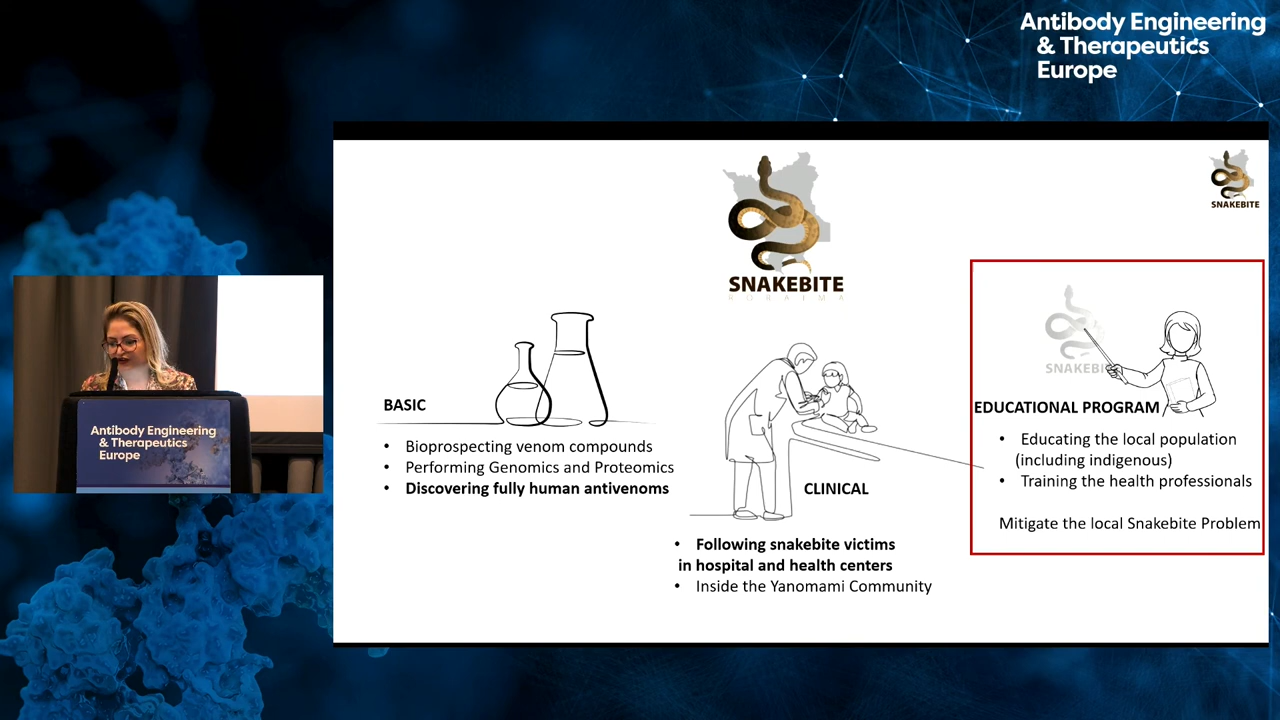 Antibody Engineering
& Therapeutics
Europe
SNAKEBITE
RORAIMA
SNAKEBITE
SNAKEBI
BASIC
• Bioprospecting venom compounds
• Performing Genomics and Proteomics
• Discovering fully human antivenoms
CLINICAL
• Following snakebite victims
in hospital and health centers
• Inside the Yanomami Community
EDUCATIONAL PROGRAM
• Educating the local population
(including indigenous)
• Training the health professionals
Mitigate the local Snakebite Problem
Antibody Engineering
& Therapeutics
Europe